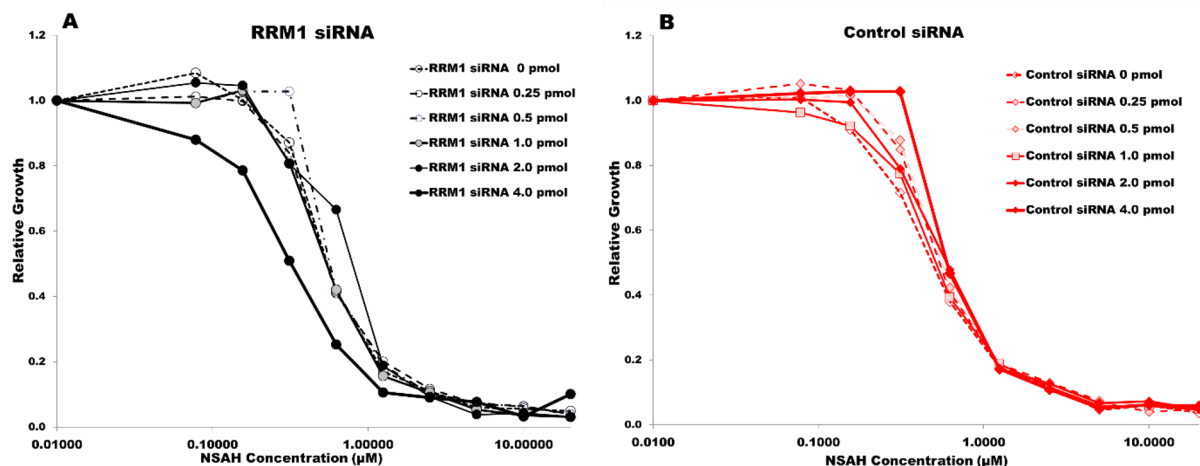 A
RRM1 siRNA
1.2
1.0
0.8
0.6
0.4
0.2
0.0
Relative Growth
RRM1 siRNA 0 pmol
RRM1 siRNA 0.25 pmol
RRM1 siRNA 0.5 pmol
RRM1 siRNA 1.0 pmol
RRM1 siRNA 2.0 pmol
RRM1 siRNA 4.0 pmol
0.01000 0.10000 1.00000 10.00000
NSAH Concentration (µM)
B
Control siRNA
1.2
1.0
0.8
0.6
0.4
0.2
0.0
Relative Growth
Control siRNA 0 pmol
Control siRNA 0.25 pmol
Control siRNA 0.5 pmol
Control siRNA 1.0 pmol
Control siRNA 2.0 pmol
Control siRNA 4.0 pmol
0.0100 0.1000 1.0000 10.0000
NSAH Concentration (µM)